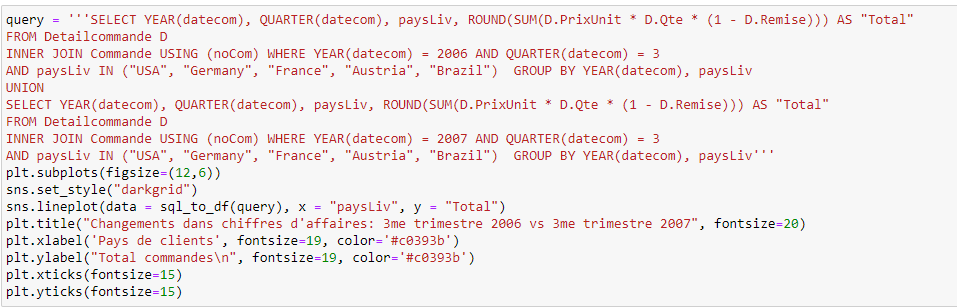 query = '''SELECT YEAR(datecom), QUARTER(datecom), paysLiv, ROUND(SUM(D.PrixUnit * D.Qte * (1 - D.Remise))) AS "Total"
FROM Detailcommande D
INNER JOIN Commande USING (noCom) WHERE YEAR(datecom) = 2006 AND QUARTER(datecom) = 3
AND paysLiv IN ("USA", "Germany", "France", "Austria", "Brazil")  GROUP BY YEAR(datecom), paysLiv
UNION
SELECT YEAR(datecom), QUARTER(datecom), paysLiv, ROUND(SUM(D.PrixUnit * D.Qte * (1 - D.Remise))) AS "Total"
FROM Detailcommande D
INNER JOIN Commande USING (noCom) WHERE YEAR(datecom) = 2007 AND QUARTER(datecom) = 3
AND paysLiv IN ("USA", "Germany", "France", "Austria", "Brazil")  GROUP BY YEAR(datecom), paysLiv'''
plt.subplots(figsize=(12,6))
sns.set_style("darkgrid")
sns.lineplot(data = sql_to_df(query), x = "paysLiv", y = "Total")
plt.title("Changements dans chiffres d'affaires: 3me trimestre 2006 vs 3me trimestre 2007", fontsize=20)
plt.xlabel('Pays de clients', fontsize=19, color='#c0393b')
plt.ylabel("Total commandes\n", fontsize=19, color='#c0393b')
plt.xticks(fontsize=15)
plt.yticks(fontsize=15)